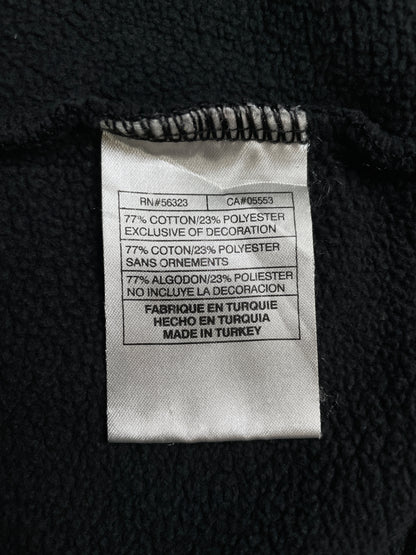 RN#56323 CA#05553
77% COTTON/23% POLYESTER
EXCLUSIVE OF DECORATION
77% COTON/23% POLYESTER
SANS ORNEMENTS
77% ALGODON/23% POLIESTER
NO INCLUYE LA DECORACION
FABRIQUE EN TURQUIE
HECHO EN TURQUIA
MADE IN TURKEY